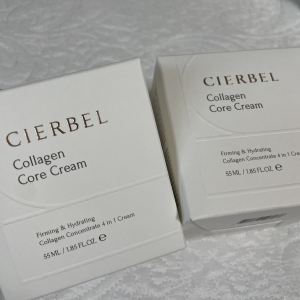 CIERBEL
Collagen
Core Cream
Firming & Hydrating
Collagen Concentrate 4 in 1 Cream
55 ML / 1.85 FL.OZ. ℮
CIERBEL
Collagen
Core Cream
Firming & Hydrating
Collagen Concentrate 4 in 1 Cream
55 ML / 1.85 FL.OZ. ℮